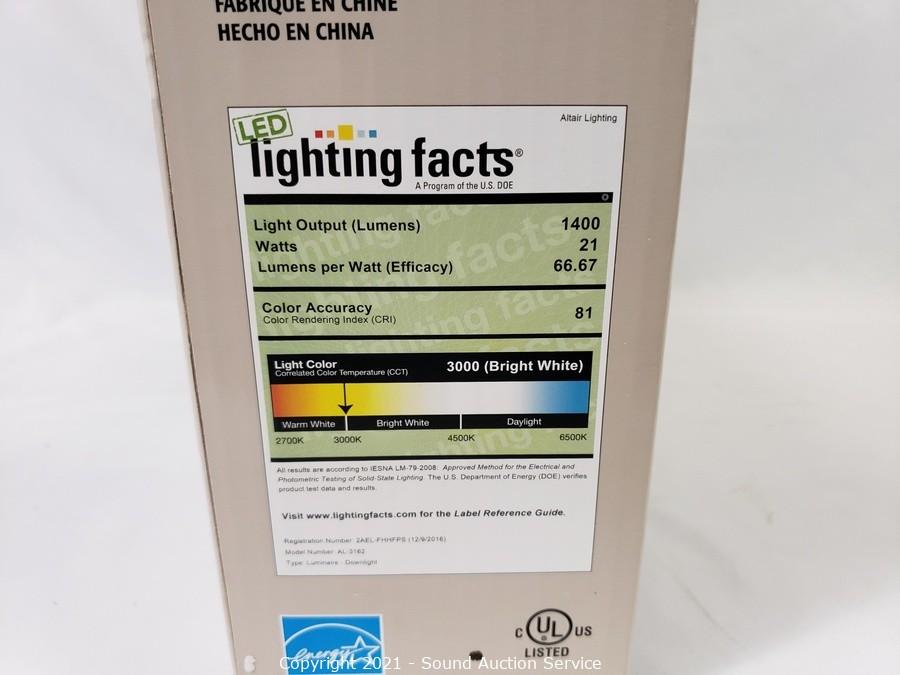 FABRIQUÉ EN CHINE
HECHO EN CHINA
Altair Lighting
LED
lighting facts®
A Program of the U.S. DOE
Light Output (Lumens) 1400
Watts 21
Lumens per Watt (Efficacy) 66.67
Color Accuracy
Color Rendering Index (CRI) 81
Light Color
Correlated Color Temperature (CCT) 3000 (Bright White)
Warm White Bright White Daylight
2700K 3000K 4500K 6500K
All results are according to IESNA LM-79-2008: Approved Method for the Electrical and
Photometric Testing of Solid-State Lighting. The U.S. Department of Energy (DOE) verifies
product test data and results.
Visit www.lightingfacts.com for the Label Reference Guide.
Registration Number: 2AEL-FHHFPS (12/9/2016)
Model Number: AL-3162
Type: Luminaire - Downlight
energy
C UL® US
LISTED
Copyright 2021 - Sound Auction Service